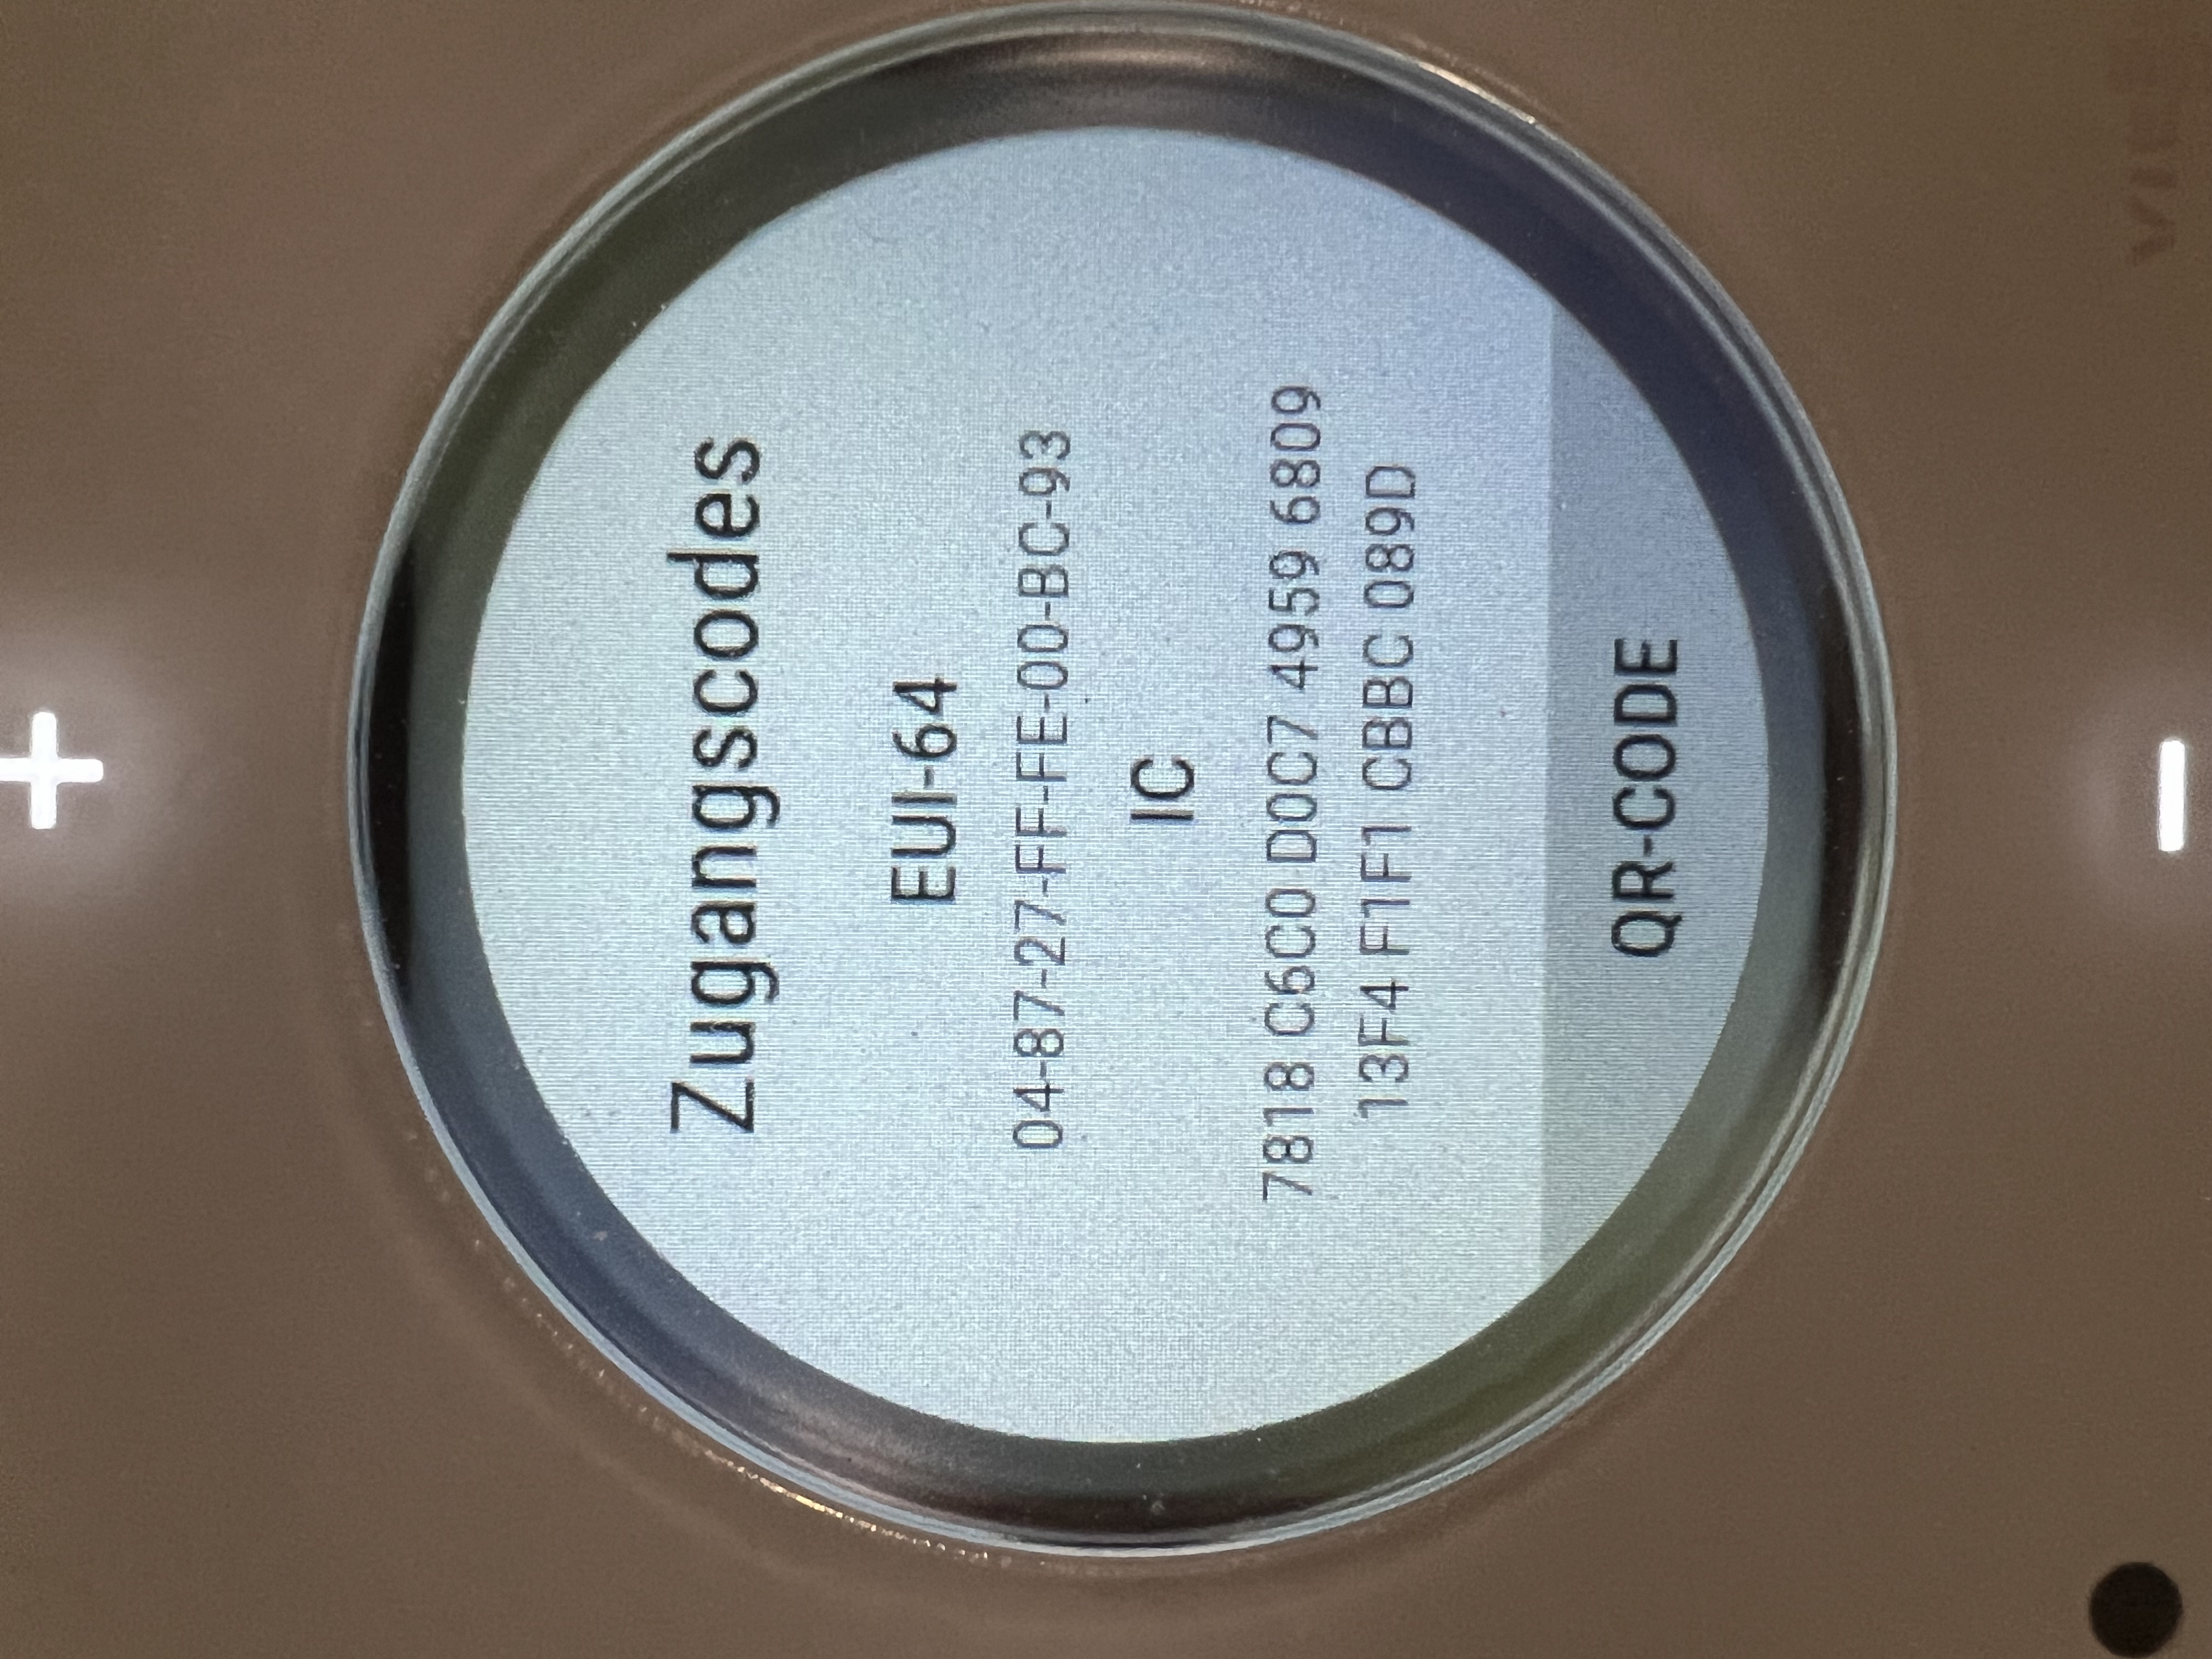 Zugangscodes
EUI-64
04-87-27-FF-FE-00-BC-93
IC
7818 C6C0 D0C7 4959 6809
13F4 F1F1 CBBC 089D
QR-CODE